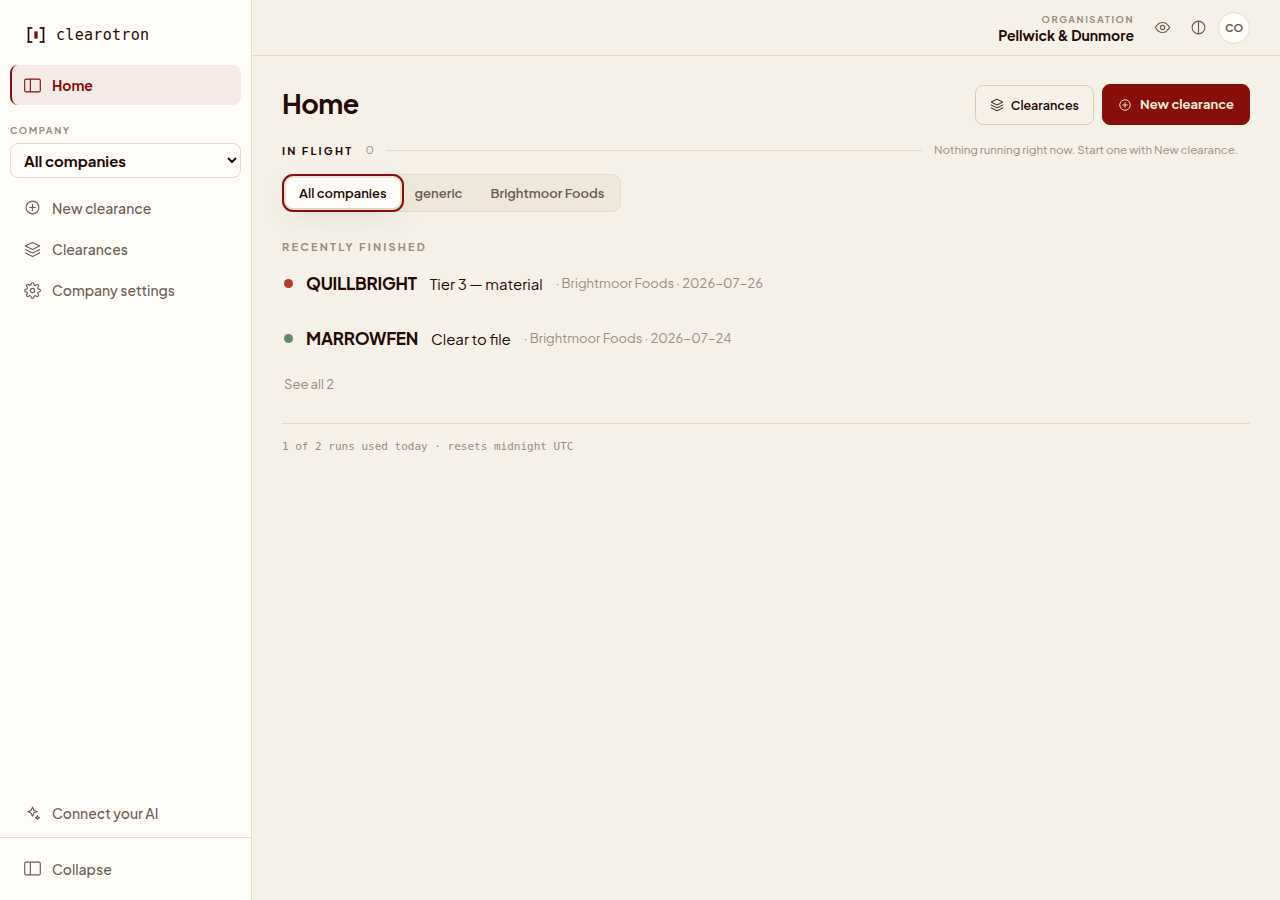 clearotron
Home
COMPANY
All companies
New clearance
Clearances
Company settings
Connect your AI
Collapse
ORGANISATION
Pellwick & Dunmore
CO
Home
Clearances
New clearance
IN FLIGHT 0
Nothing running right now. Start one with New clearance.
All companies generic Brightmoor Foods
RECENTLY FINISHED
QUILLBRIGHT Tier 3 — material · Brightmoor Foods · 2026-07-26
MARROWFEN Clear to file · Brightmoor Foods · 2026-07-24
See all 2
1 of 2 runs used today · resets midnight UTC